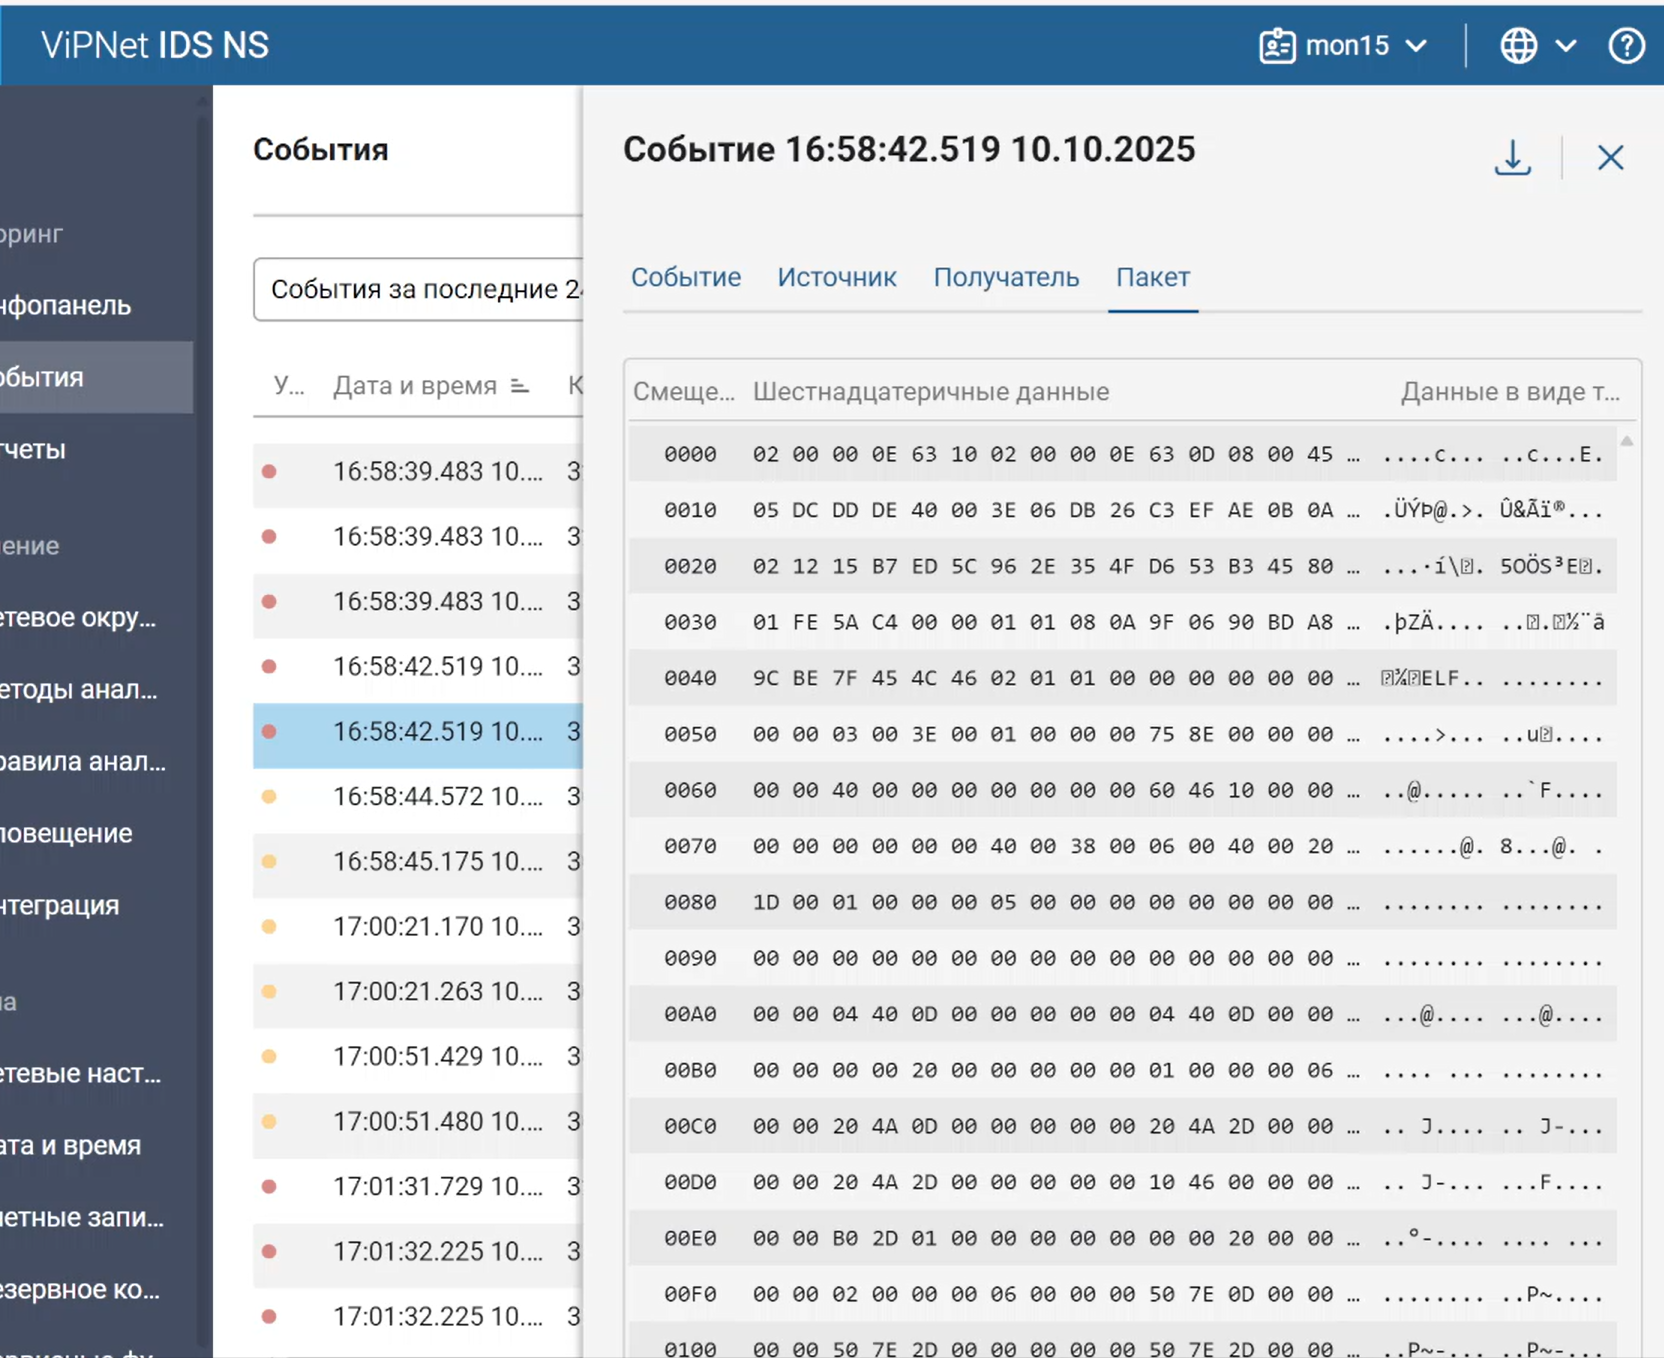 ViPNet IDS NS
mon15
оринг
нфопанель
обытия
тчеты
ение
етевое окру...
етоды анал...
равила анал...
повещение
нтеграция
ма
етевые наст...
ата и время
четные запи...
езервное ко...
События
События за последние 24
У... Дата и время К
16:58:39.483 10.... 3
16:58:39.483 10.... 3
16:58:39.483 10.... 3
16:58:42.519 10.... 3
16:58:42.519 10.... 3
16:58:44.572 10.... 3
16:58:45.175 10.... 3
17:00:21.170 10.... 3
17:00:21.263 10.... 3
17:00:51.429 10.... 3
17:00:51.480 10.... 3
17:01:31.729 10.... 3
17:01:32.225 10.... 3
17:01:32.225 10.... 3
Событие 16:58:42.519 10.10.2025
Событие Источник Получатель Пакет
Смеще... Шестнадцатеричные данные Данные в виде т...
0000 02 00 00 0E 63 10 02 00 00 0E 63 0D 08 00 45 … ....c... ..c...E.
0010 05 DC DD DE 40 00 3E 06 DB 26 C3 EF AE 0B 0A … .ÜÝÞ@.>. Û&Ãï®...
0020 02 12 15 B7 ED 5C 96 2E 35 4F D6 53 B3 45 80 … ...·í\. 5OÖS³E.
0030 01 FE 5A C4 00 00 01 01 08 0A 9F 06 90 BD A8 … .þZÄ.... ...½¨ã
0040 9C BE 7F 45 4C 46 02 01 01 00 00 00 00 00 00 … ¾ELF.. ........
0050 00 00 03 00 3E 00 01 00 00 00 75 8E 00 00 00 … ....>... ..u....
0060 00 00 40 00 00 00 00 00 00 00 60 46 10 00 00 … ..@..... ..`F....
0070 00 00 00 00 00 00 40 00 38 00 06 00 40 00 20 … ......@. 8...@. .
0080 1D 00 01 00 00 00 05 00 00 00 00 00 00 00 00 … ........ ........
0090 00 00 00 00 00 00 00 00 00 00 00 00 00 00 00 … ........ ........
00A0 00 00 04 40 0D 00 00 00 00 00 04 40 0D 00 00 … ...@.... ...@....
00B0 00 00 00 00 20 00 00 00 00 00 01 00 00 00 06 … .... ... ........
00C0 00 00 20 4A 0D 00 00 00 00 00 20 4A 2D 00 00 … .. J.... .. J-...
00D0 00 00 20 4A 2D 00 00 00 00 00 10 46 00 00 00 … .. J-... ...F....
00E0 00 00 B0 2D 01 00 00 00 00 00 00 00 20 00 00 … ..°-.... .... ...
00F0 00 00 02 00 00 00 06 00 00 00 50 7E 0D 00 00 … ........ ..P~....
0100 00 00 50 7E 2D 00 00 00 00 00 50 7E 2D 00 00 … ..P~-... ..P~-...